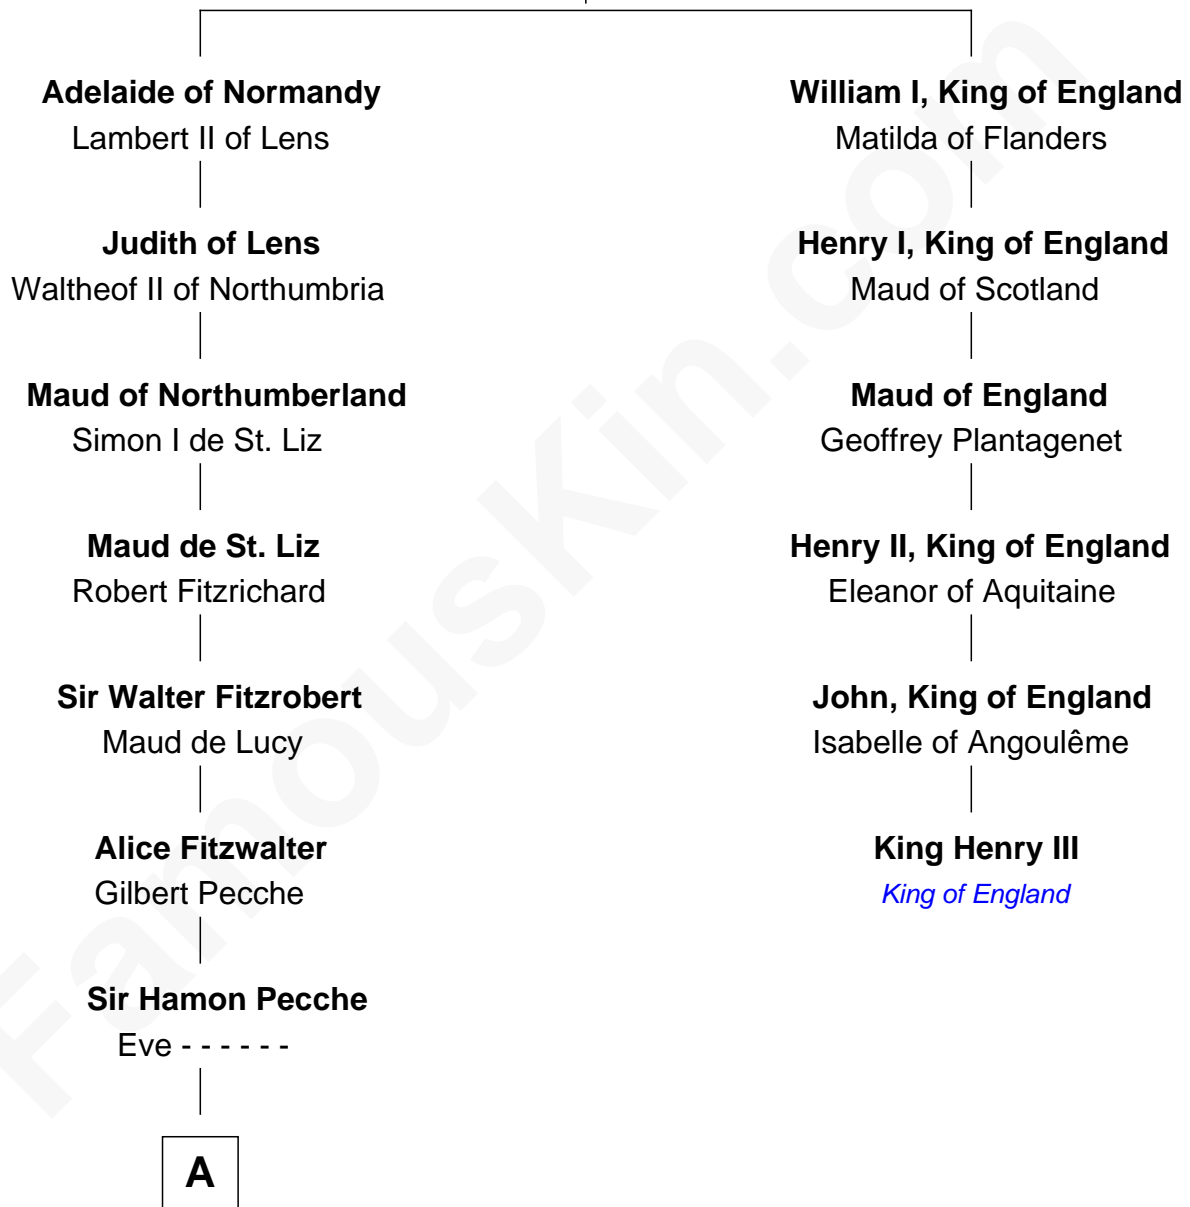 Adelaide of Normandy
Lambert II of Lens
Judith of Lens
Waltheof II of Northumbria
Maud of Northumberland
Simon I de St. Liz
Maud de St. Liz
Robert Fitzrichard
Sir Walter Fitzrobert
Maud de Lucy
Alice Fitzwalter
Gilbert Pecche
Sir Hamon Pecche
Eve - - - - - -
A
William I, King of England
Matilda of Flanders
Henry I, King of England
Maud of Scotland
Maud of England
Geoffrey Plantagenet
Henry II, King of England
Eleanor of Aquitaine
John, King of England
Isabelle of Angoulême
King Henry III
King of England
FamousKin.com